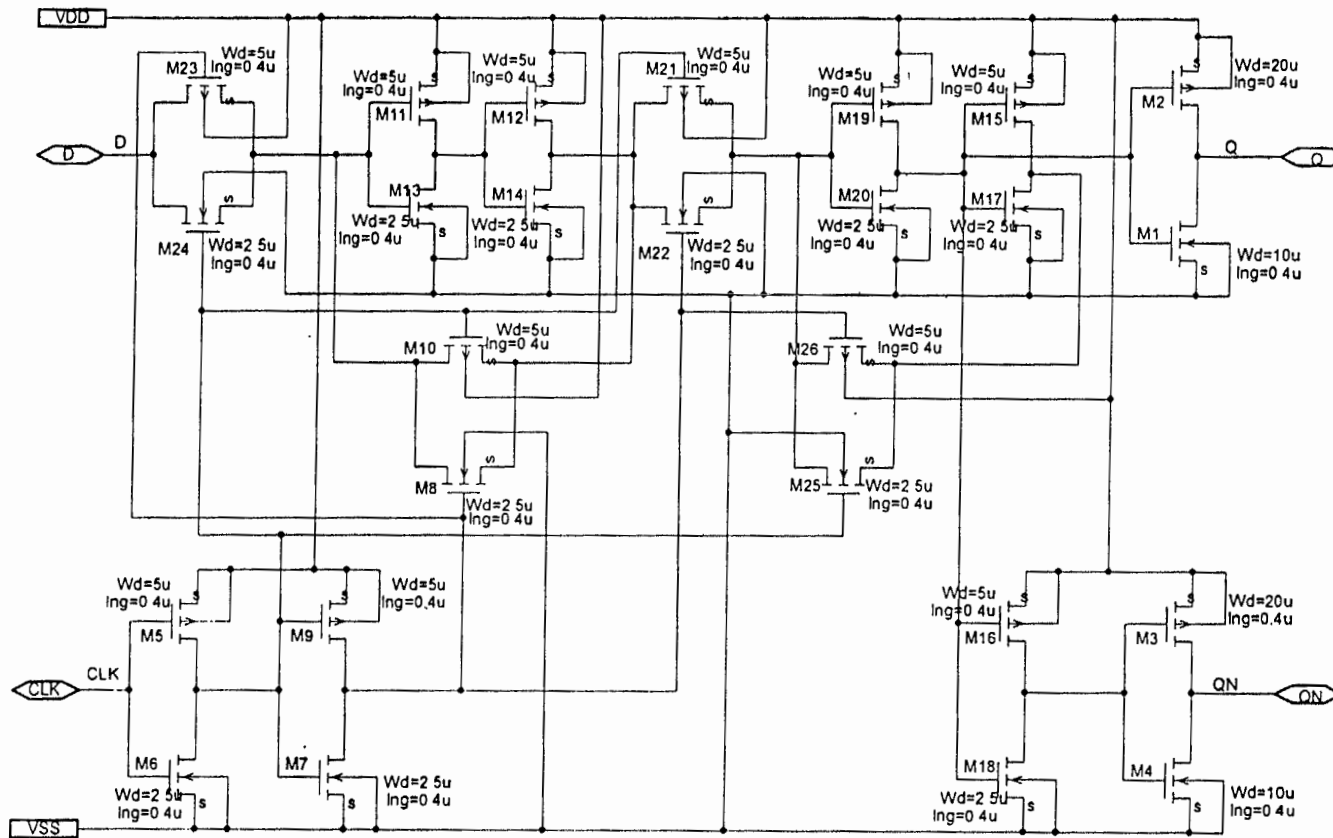 VDD
Wd=5u
lng=0 4u
M23
Wd=5u
lng=0 4u
M11
Wd=5u
lng=0 4u
M12
Wd=5u
lng=0 4u
M21
Wd=5u
lng=0 4u
M19
Wd=5u
lng=0 4u
M15
Wd=20u
lng=0 4u
M2
s
s
s
s
s
s
s
D
D
Q
Q
M24
Wd=2 5u
lng=0 4u
s
M13
Wd=2 5u
lng=0 4u
s
M14
Wd=2 5u
lng=0 4u
s
M22
Wd=2 5u
lng=0 4u
s
M20
Wd=2 5u
lng=0 4u
s
M17
Wd=2 5u
lng=0 4u
s
M1
Wd=10u
lng=0 4u
s
M10
Wd=5u
lng=0 4u
s
M26
Wd=5u
lng=0 4u
s
M8
Wd=2 5u
lng=0 4u
s
M25
Wd=2 5u
lng=0 4u
s
Wd=5u
lng=0 4u
M5
s
Wd=5u
lng=0.4u
M9
s
Wd=5u
lng=0 4u
M16
s
Wd=20u
lng=0.4u
M3
s
CLK
CLK
QN
QN
M6
Wd=2 5u
lng=0 4u
s
M7
Wd=2 5u
lng=0 4u
s
M18
Wd=2 5u
lng=0 4u
s
M4
Wd=10u
lng=0 4u
s
VSS